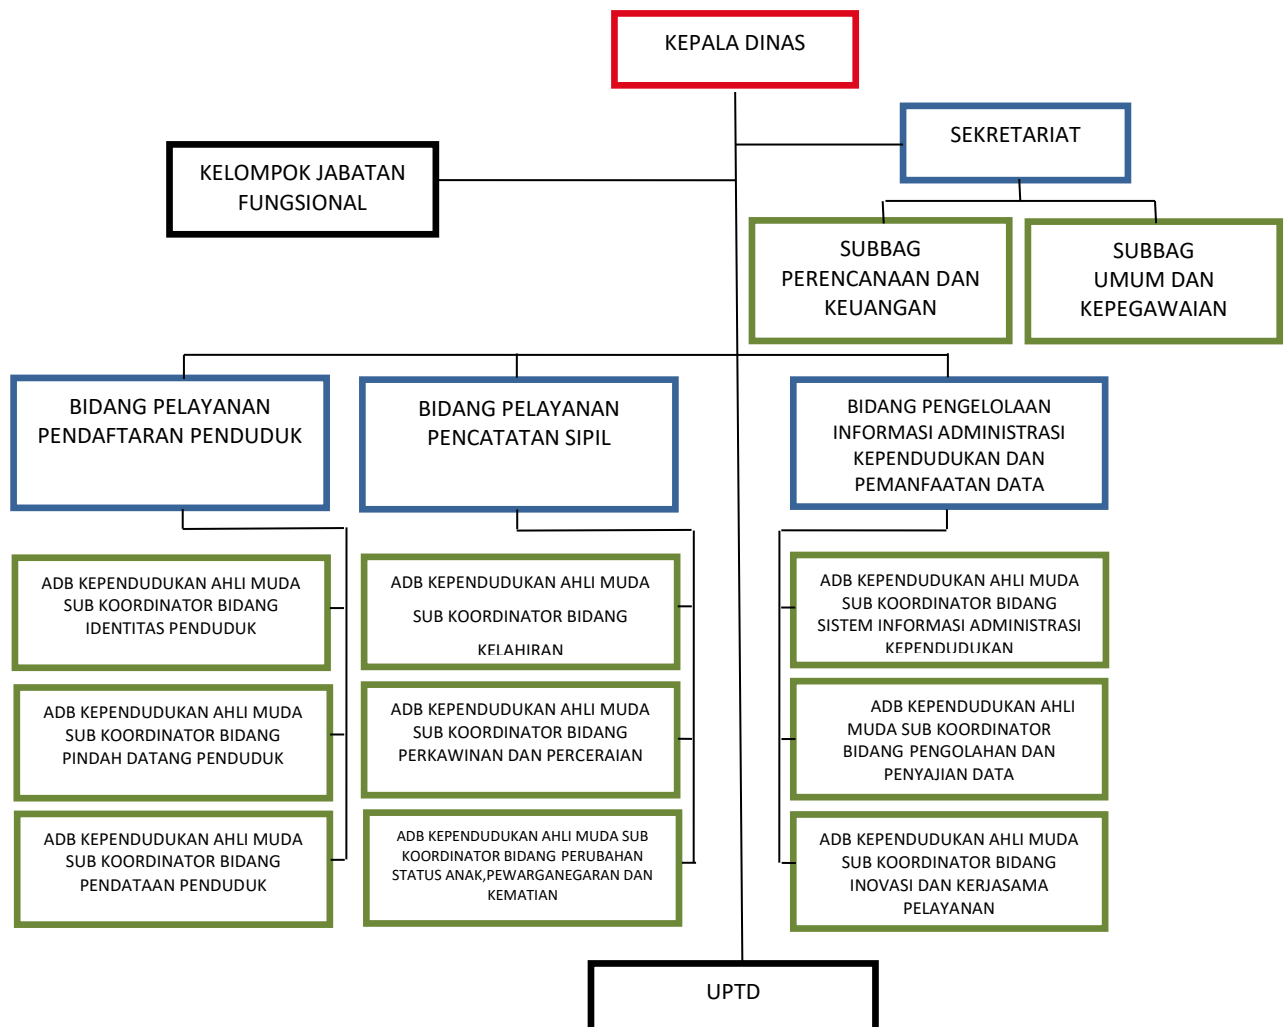 KEPALA DINAS
SEKRETARIAT
KELOMPOK JABATAN
FUNGSIONAL
SUBBAG
PERENCANAAN DAN
KEUANGAN
SUBBAG
UMUM DAN
KEPEGAWAIAN
BIDANG PELAYANAN
PENDAFTARAN PENDUDUK
BIDANG PELAYANAN
PENCATATAN SIPIL
BIDANG PENGELOLAAN
INFORMASI ADMINISTRASI
KEPENDUDUKAN DAN
PEMANFAATAN DATA
ADB KEPENDUDUKAN AHLI MUDA
SUB KOORDINATOR BIDANG
IDENTITAS PENDUDUK
ADB KEPENDUDUKAN AHLI MUDA
SUB KOORDINATOR BIDANG
KELAHIRAN
ADB KEPENDUDUKAN AHLI MUDA
SUB KOORDINATOR BIDANG
SISTEM INFORMASI ADMINISTRASI
KEPENDUDUKAN
ADB KEPENDUDUKAN AHLI MUDA
SUB KOORDINATOR BIDANG
PINDAH DATANG PENDUDUK
ADB KEPENDUDUKAN AHLI MUDA
SUB KOORDINATOR BIDANG
PERKAWINAN DAN PERCERAIAN
ADB KEPENDUDUKAN AHLI
MUDA SUB KOORDINATOR
BIDANG PENGOLAHAN DAN
PENYAJIAN DATA
ADB KEPENDUDUKAN AHLI MUDA
SUB KOORDINATOR BIDANG
PENDATAAN PENDUDUK
ADB KEPENDUDUKAN AHLI MUDA SUB
KOORDINATOR BIDANG PERUBAHAN
STATUS ANAK,PEWARGANEGARAN DAN
KEMATIAN
ADB KEPENDUDUKAN AHLI MUDA
SUB KOORDINATOR BIDANG
INOVASI DAN KERJASAMA
PELAYANAN
UPTD